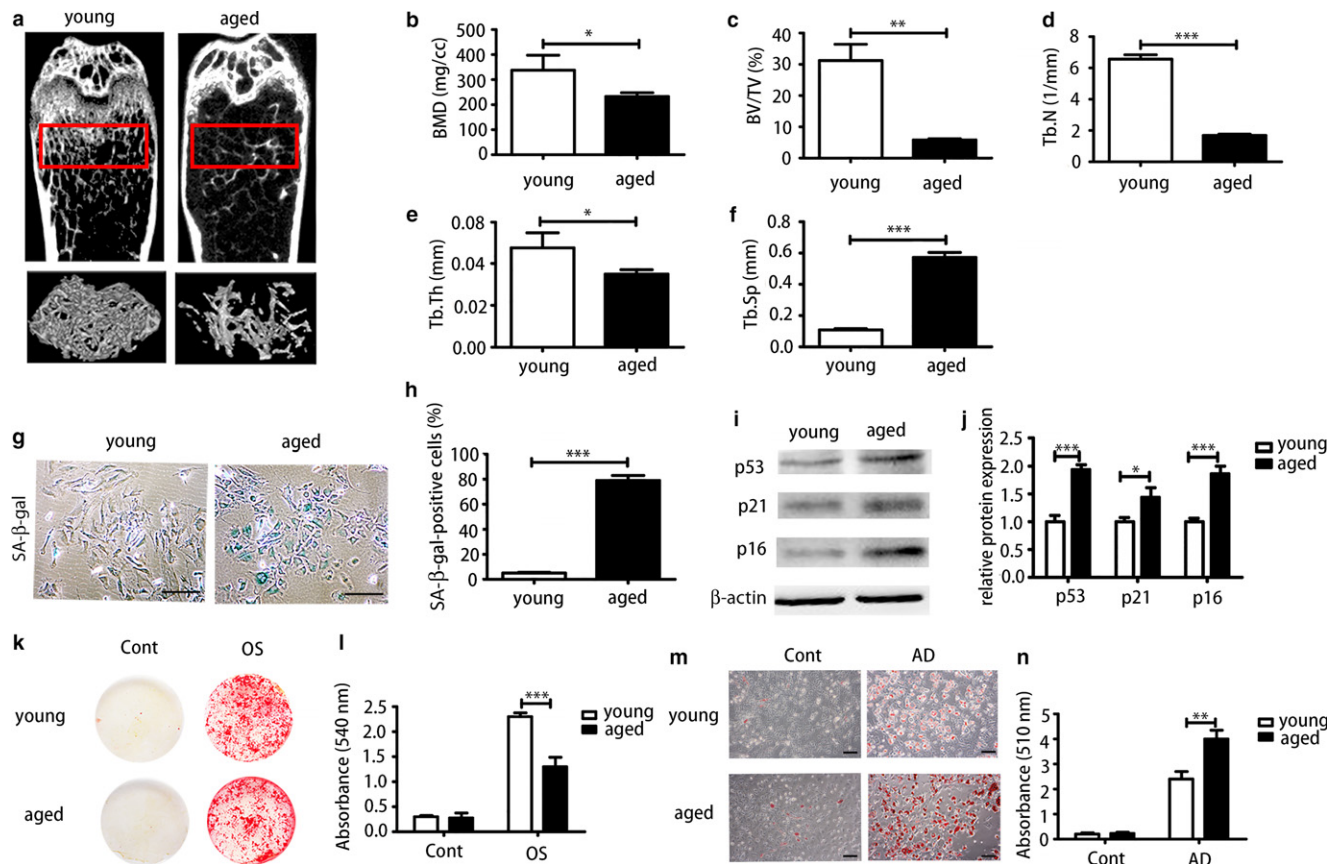 a
young aged
b
BMD (mg/cc)
500
400
300
200
100
0
*
young aged
c
BV/TV (%)
40
30
20
10
0
**
young aged
d
Tb.N (1/mm)
8
6
4
2
0
***
young aged
e
Tb.Th (mm)
0.08
0.04
0.00
*
young aged
f
Tb.Sp (mm)
0.8
0.6
0.4
0.2
0.0
***
young aged
g
young aged
SA-β-gal
h
SA-β-gal-positive cells (%)
100
80
60
40
20
0
***
young aged
i
young aged
p53
p21
p16
β-actin
j
relative protein expression
2.5
2.0
1.5
1.0
0.5
0.0
*** * ***
p53 p21 p16
young
aged
k
Cont OS
young
aged
l
Absorbance (540 nm)
2.5
2.0
1.5
1.0
0.5
0.0
***
Cont OS
young
aged
m
Cont AD
young
aged
n
Absorbance (510 nm)
5
4
3
2
1
0
**
Cont AD
young
aged